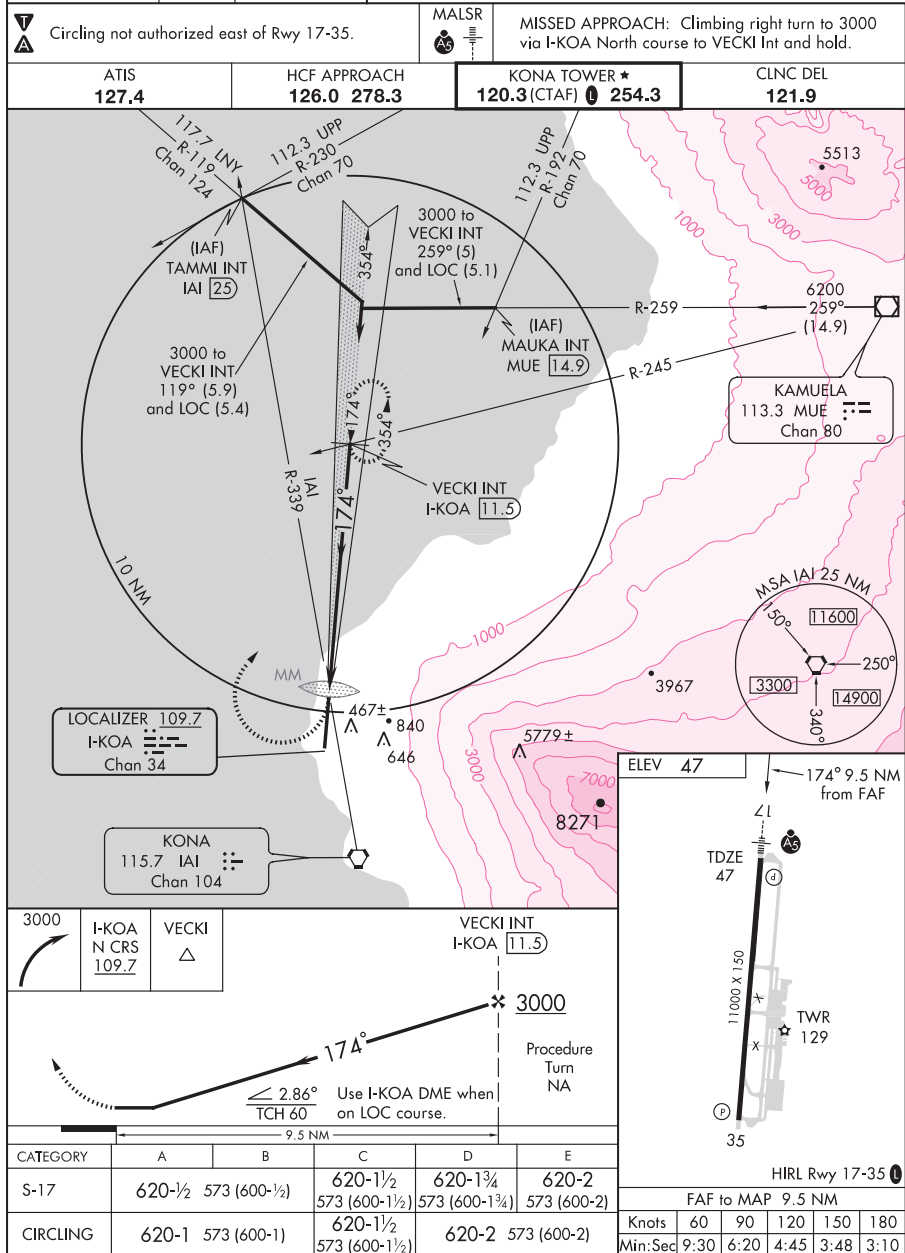 T
A
Circling not authorized east of Rwy 17-35.
MALSR
A5
MISSED APPROACH: Climbing right turn to 3000
via I-KOA North course to VECKI Int and hold.
ATIS
127.4
HCF APPROACH
126.0 278.3
KONA TOWER ★
120.3 (CTAF) L 254.3
CLNC DEL
121.9
117.7 LNY
R-119
Chan 124
112.3 UPP
R-230
Chan 70
112.3 UPP
R-192
Chan 70
5513
5000
1000
3000
(IAF)
TAMMI INT
IAI 25
354°
3000 to
VECKI INT
259° (5)
and LOC (5.1)
6200
259°
(14.9)
R-259
(IAF)
MAUKA INT
MUE 14.9
R-245
3000 to
VECKI INT
119° (5.9)
and LOC (5.4)
KAMUELA
113.3 MUE
Chan 80
174°
354°
IAI
R-339
VECKI INT
I-KOA 11.5
174°
10 NM
MSA IAI 25 NM
150°
11600
250°
3300
14900
340°
1000
MM
3967
467±
840
646
5779±
3000
7000
8271
LOCALIZER 109.7
I-KOA
Chan 34
KONA
115.7 IAI
Chan 104
ELEV 47
174° 9.5 NM
from FAF
17
A5
TDZE
47
P
11000 X 150
X
X
TWR
129
P
35
HIRL Rwy 17-35 L
3000
I-KOA
N CRS
109.7
VECKI
VECKI INT
I-KOA 11.5
3000
174°
Procedure
Turn
NA
2.86°
TCH 60
Use I-KOA DME when
on LOC course.
9.5 NM
CATEGORY A B C D E
S-17 620-½ 573 (600-½) 620-1½ 573 (600-1½) 620-1¾ 573 (600-1¾) 620-2 573 (600-2)
CIRCLING 620-1 573 (600-1) 620-1½ 573 (600-1½) 620-2 573 (600-2)
FAF to MAP 9.5 NM
Knots 60 90 120 150 180
Min:Sec 9:30 6:20 4:45 3:48 3:10